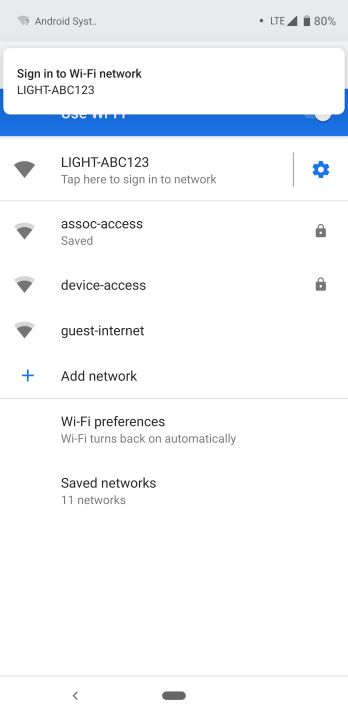 Android Syst..
LTE 80%
Sign in to Wi-Fi network
LIGHT-ABC123
Use Wi-Fi
LIGHT-ABC123
Tap here to sign in to network
assoc-access
Saved
device-access
guest-internet
Add network
Wi-Fi preferences
Wi-Fi turns back on automatically
Saved networks
11 networks